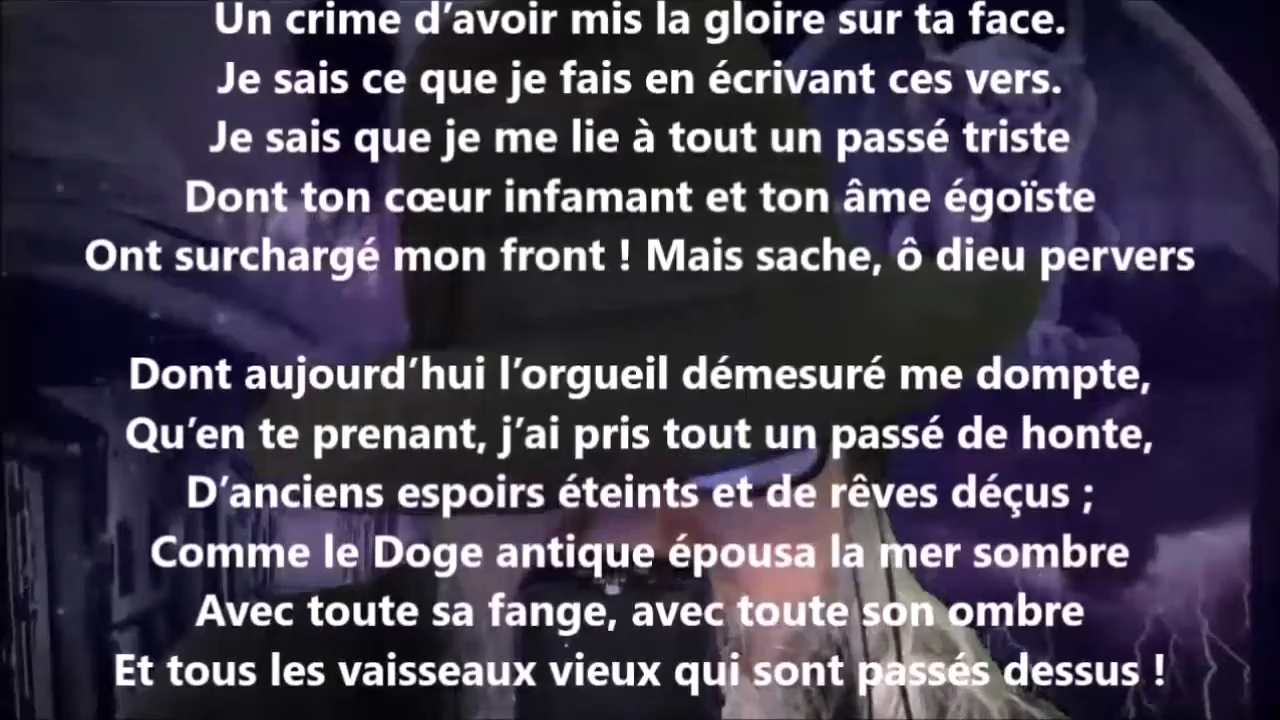 Un crime d’avoir mis la gloire sur ta face.
Je sais ce que je fais en écrivant ces vers.
Je sais que je me lie à tout un passé triste
Dont ton cœur infamant et ton âme égoïste
Ont surchargé mon front ! Mais sache, ô dieu pervers
Dont aujourd’hui l’orgueil démesuré me dompte,
Qu’en te prenant, j’ai pris tout un passé de honte,
D’anciens espoirs éteints et de rêves déçus ;
Comme le Doge antique épousa la mer sombre
Avec toute sa fange, avec toute son ombre
Et tous les vaisseaux vieux qui sont passés dessus !